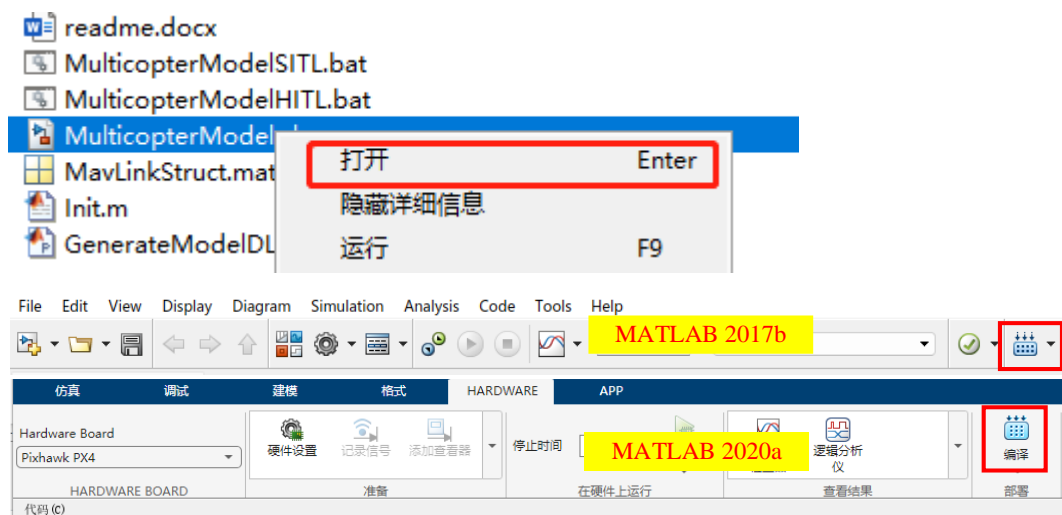 readme.docx
MulticopterModelSITL.bat
MulticopterModelHITL.bat
MulticopterModel
打开 Enter
MavLinkStruct.mat
隐藏详细信息
Init.m
运行 F9
GenerateModelDL
File Edit View Display Diagram Simulation Analysis Code Tools Help
MATLAB 2017b
仿真 调试 建模 格式 HARDWARE APP
Hardware Board
Pixhawk PX4
硬件设置 记录信号 添加查看器 停止时间
MATLAB 2020a
逻辑分析
仪
编译
HARDWARE BOARD 准备 在硬件上运行 查看结果 部署
代码 (C)